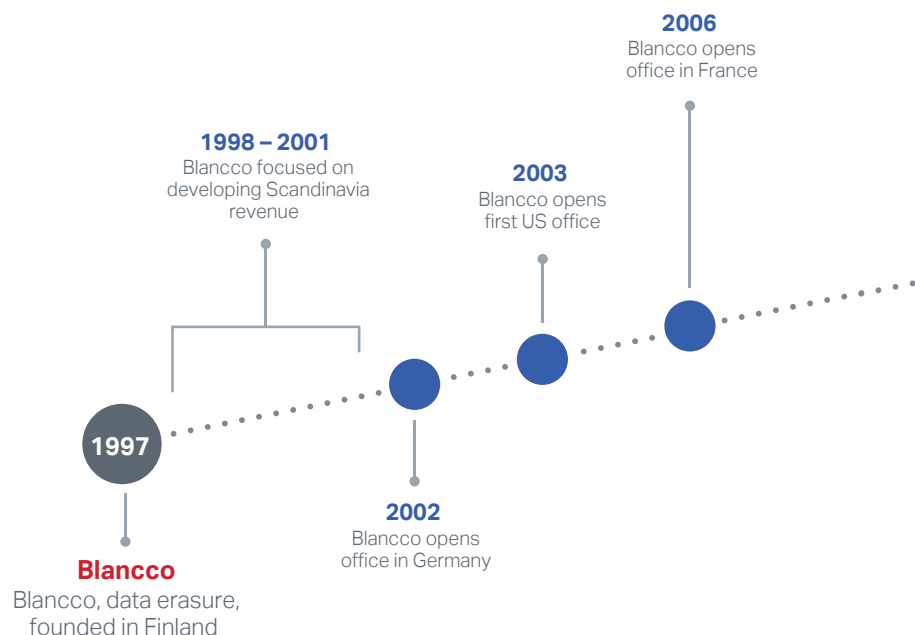 1997
Blancco
Blancco, data erasure,
founded in Finland
1998 – 2001
Blancco focused on
developing Scandinavia
revenue
2002
Blancco opens
office in Germany
2003
Blancco opens
first US office
2006
Blancco opens
office in France